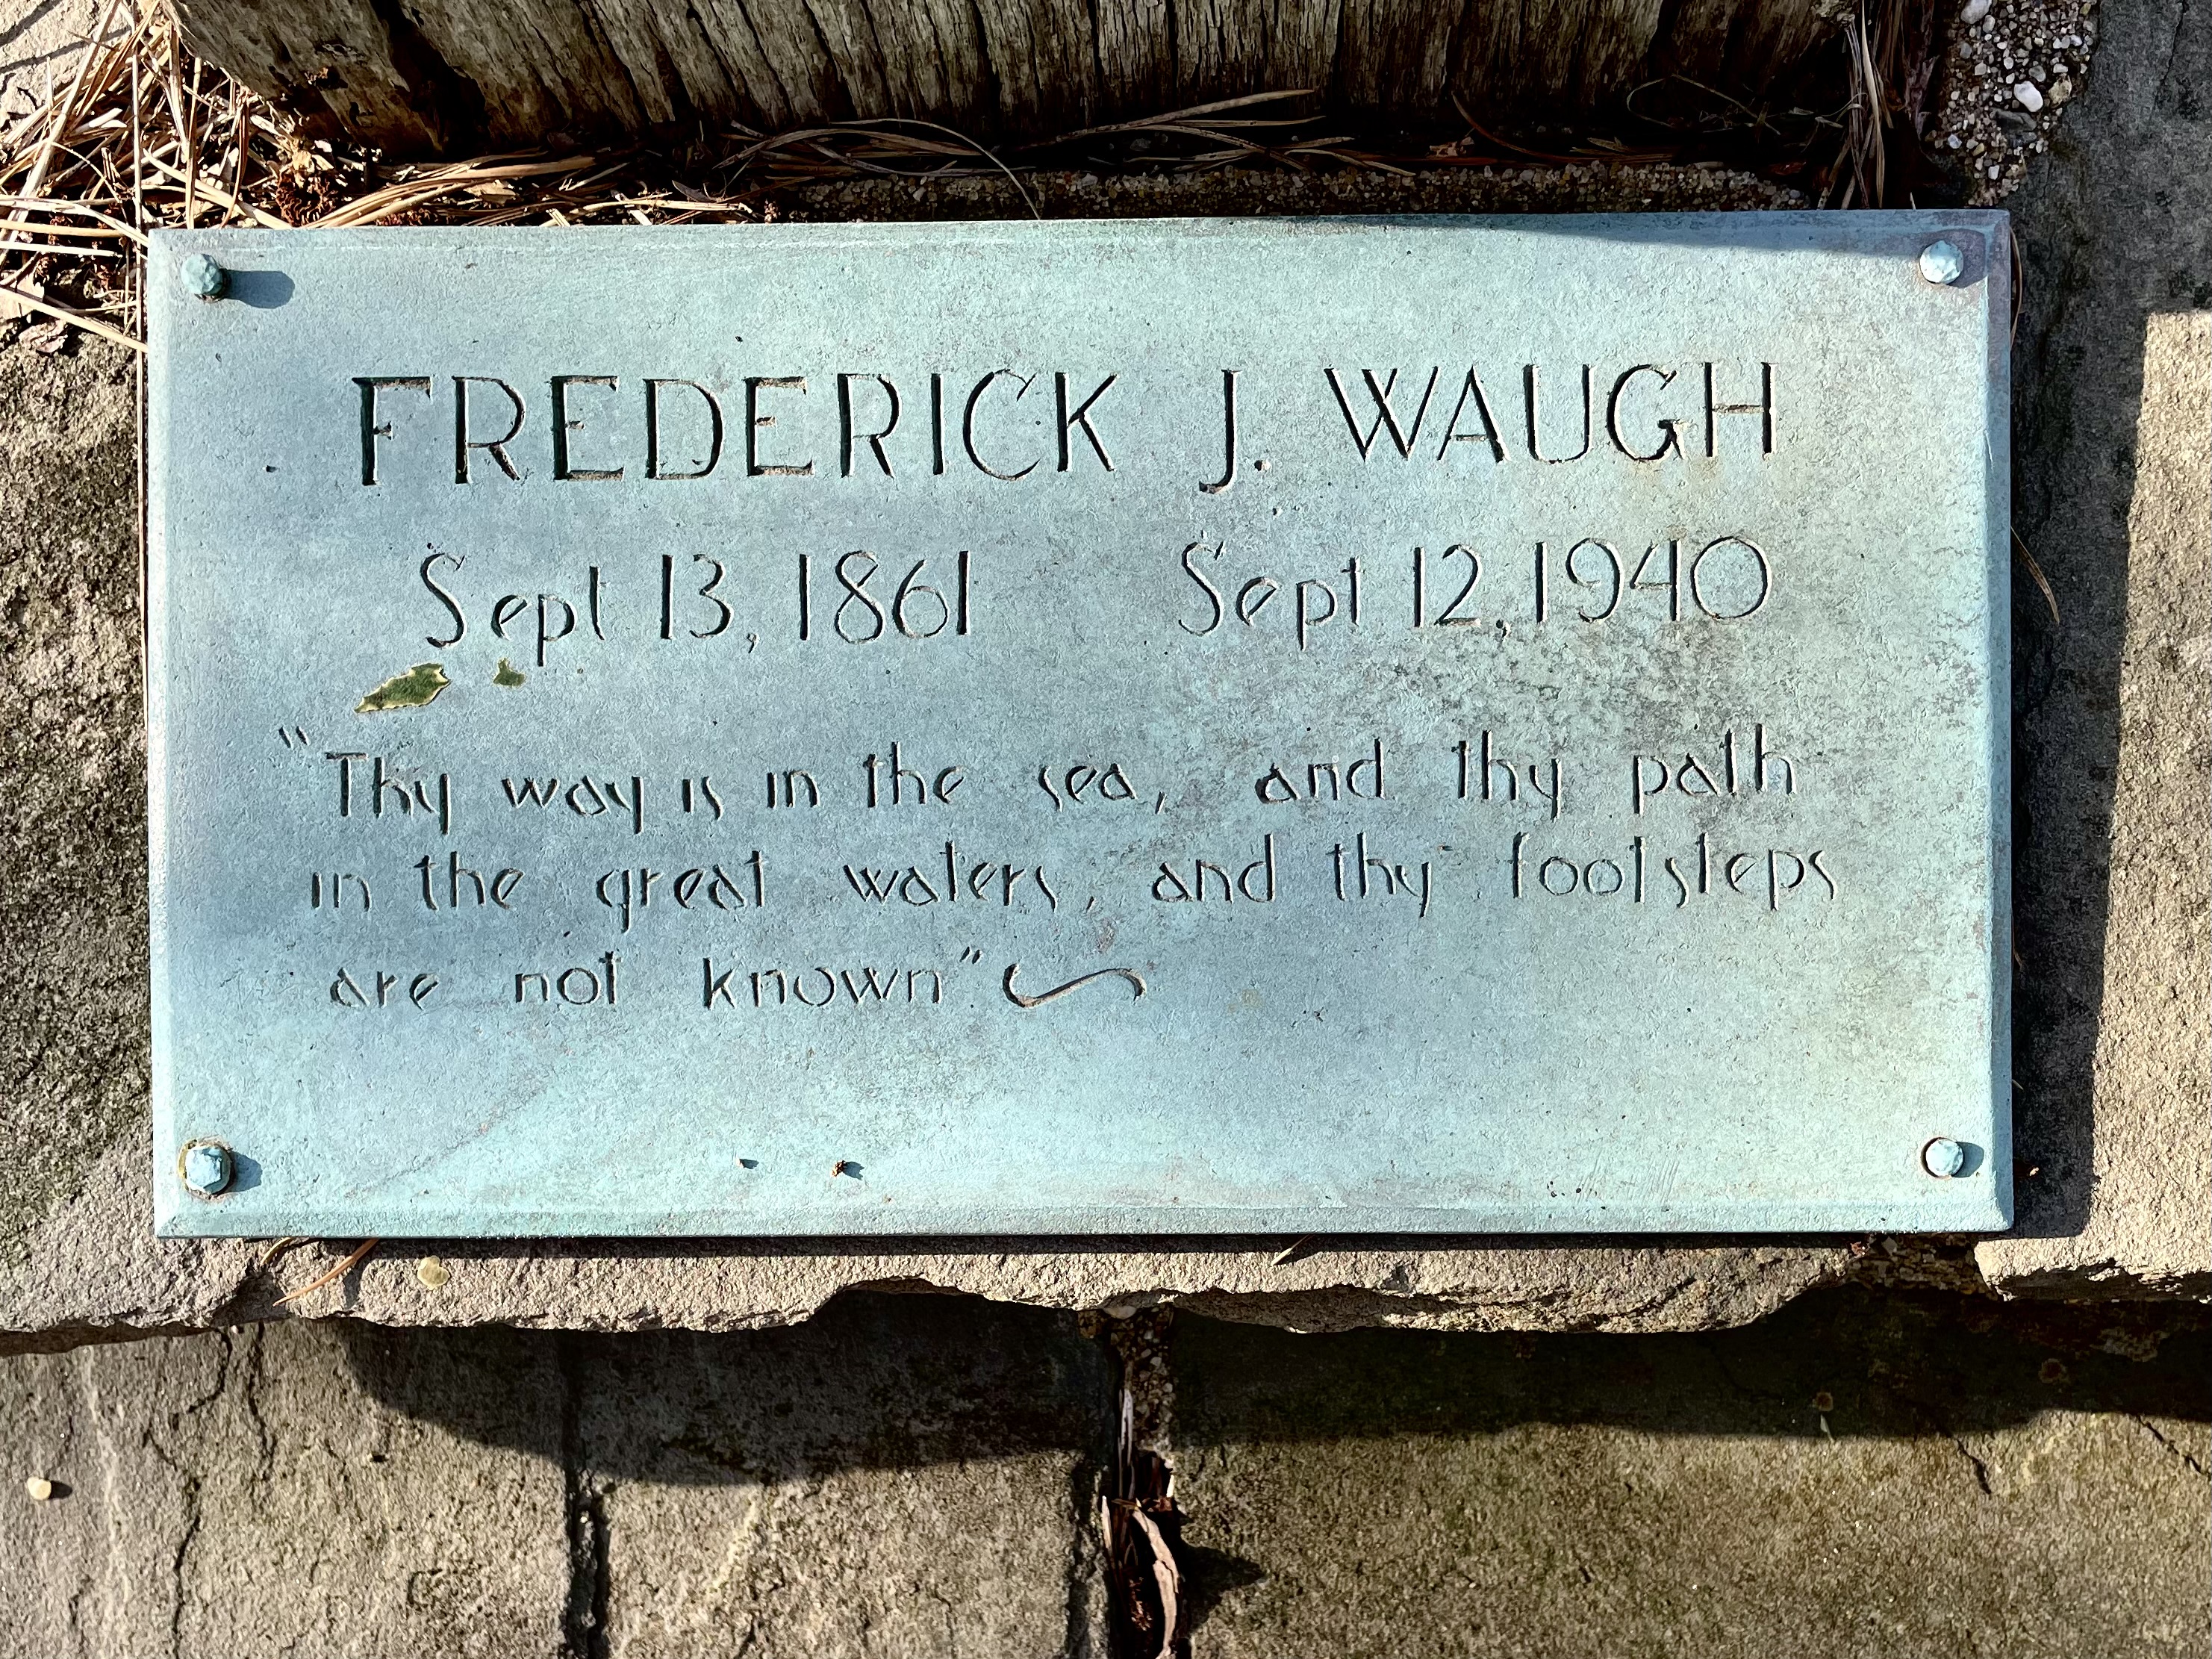 FREDERICK J. WAUGH
Sept 13, 1861 Sept 12, 1940
"Thy way is in the sea, and thy path
in the great waters, and thy footsteps
are not known"